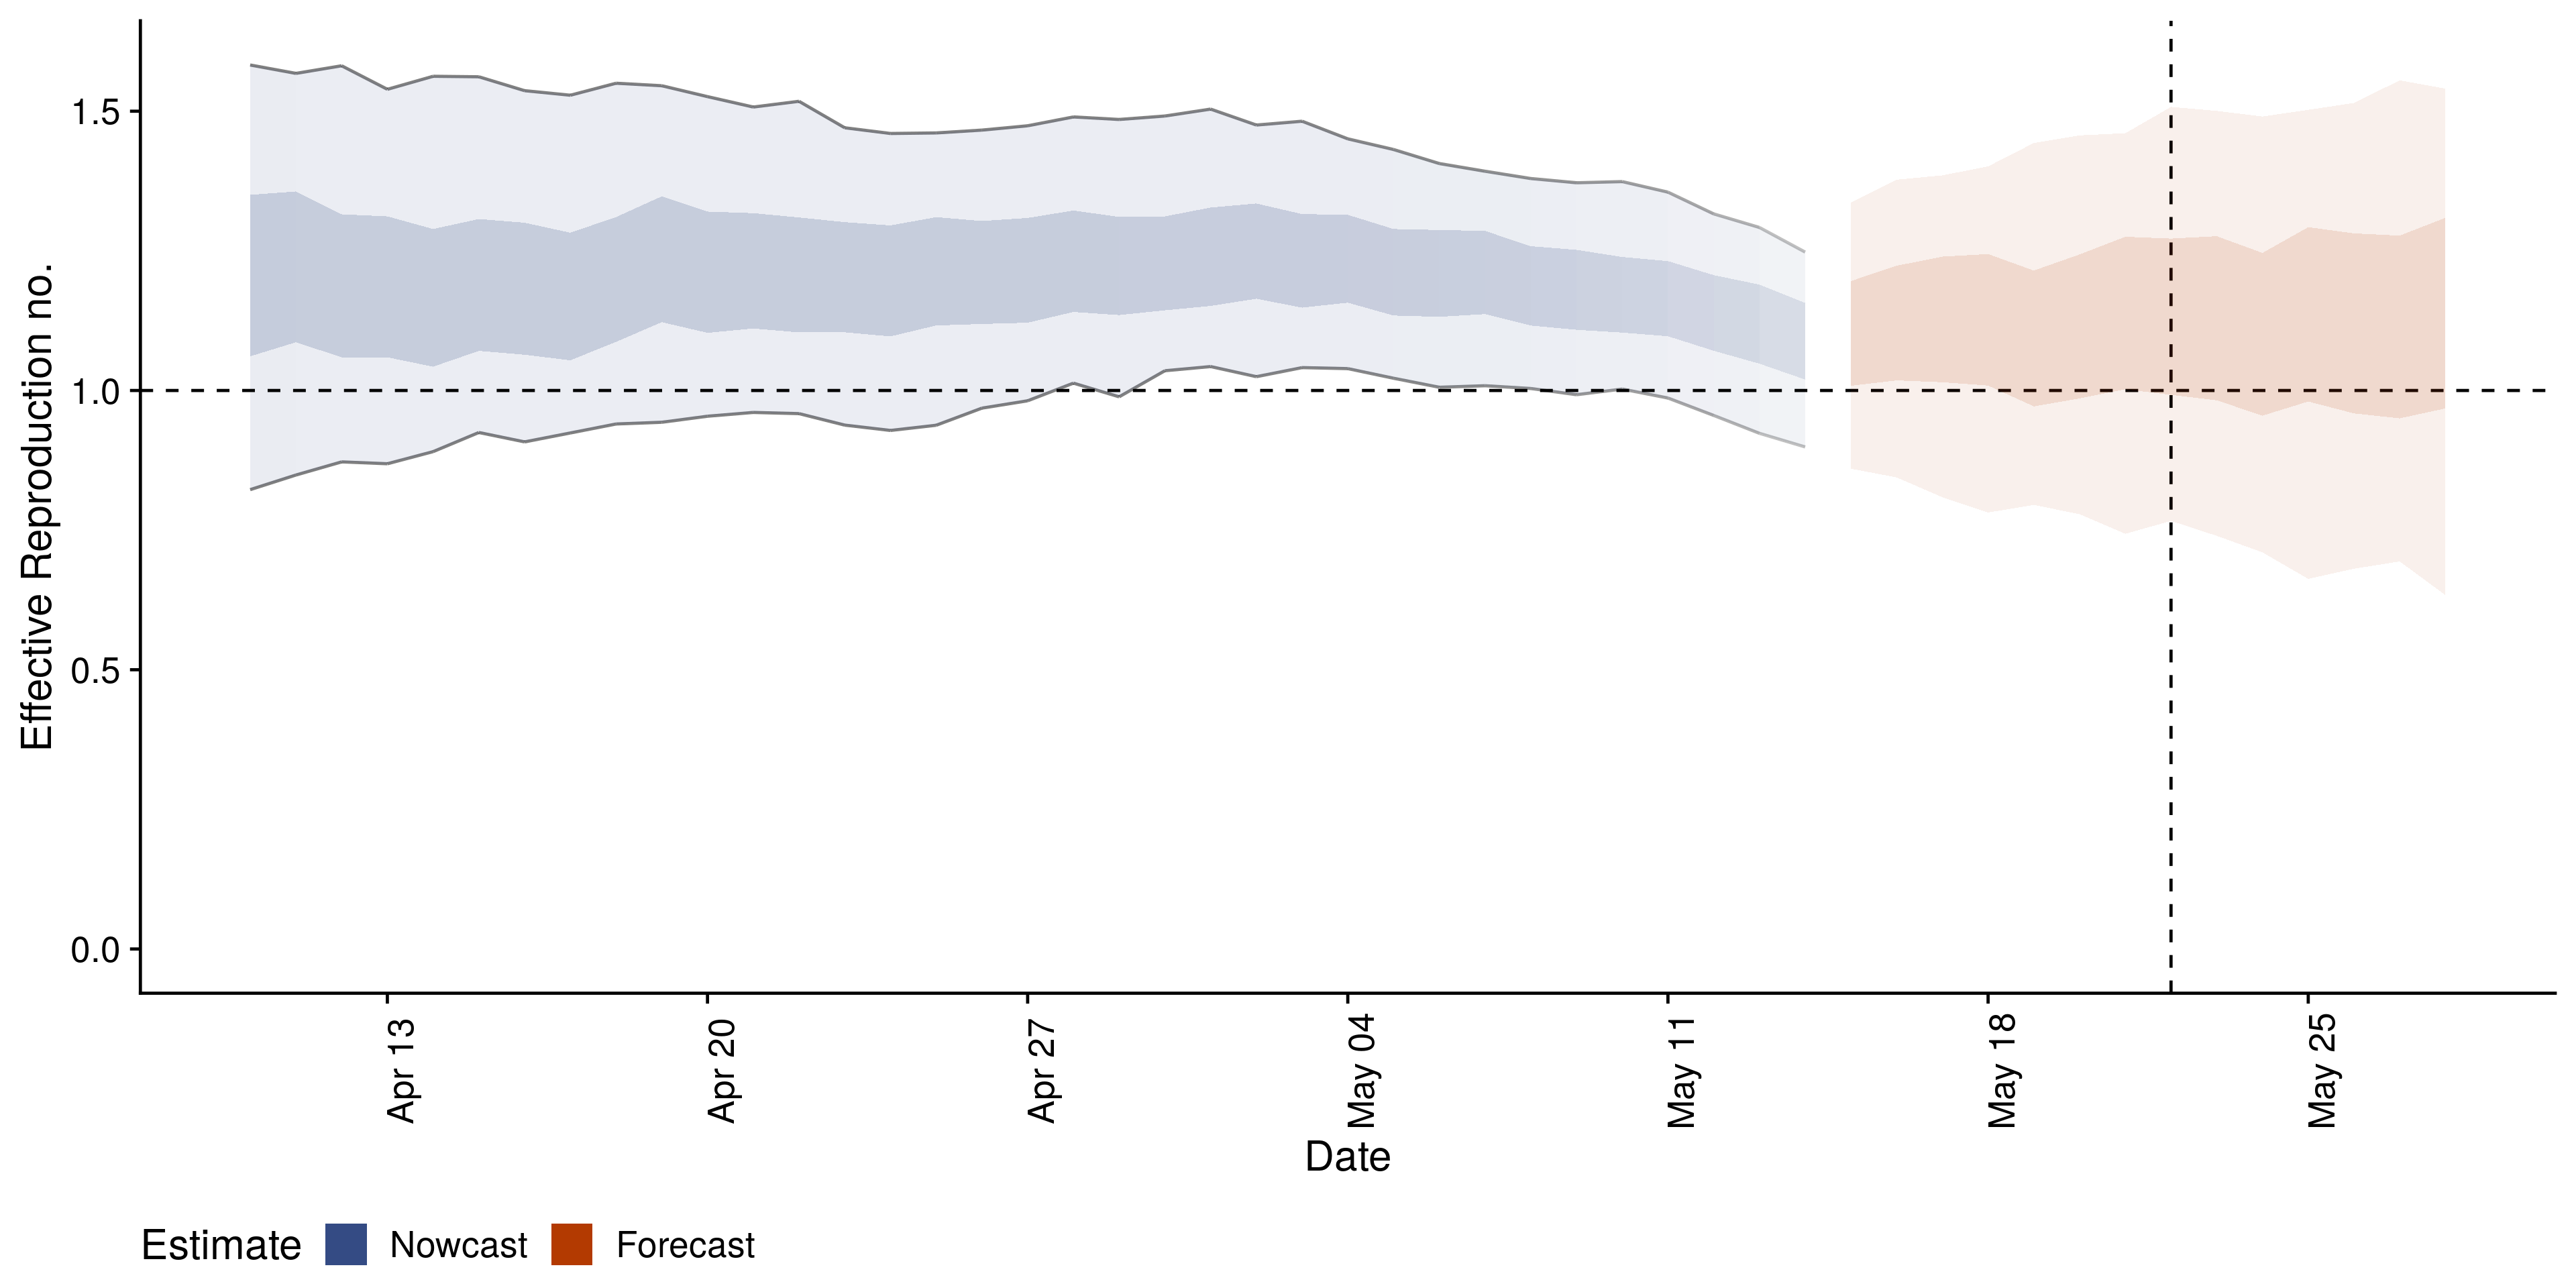 Effective Reproduction no.
1.5
1.0
0.5
0.0
Apr 13
Apr 20
Apr 27
May 04
May 11
May 18
May 25
Date
Estimate Nowcast Forecast